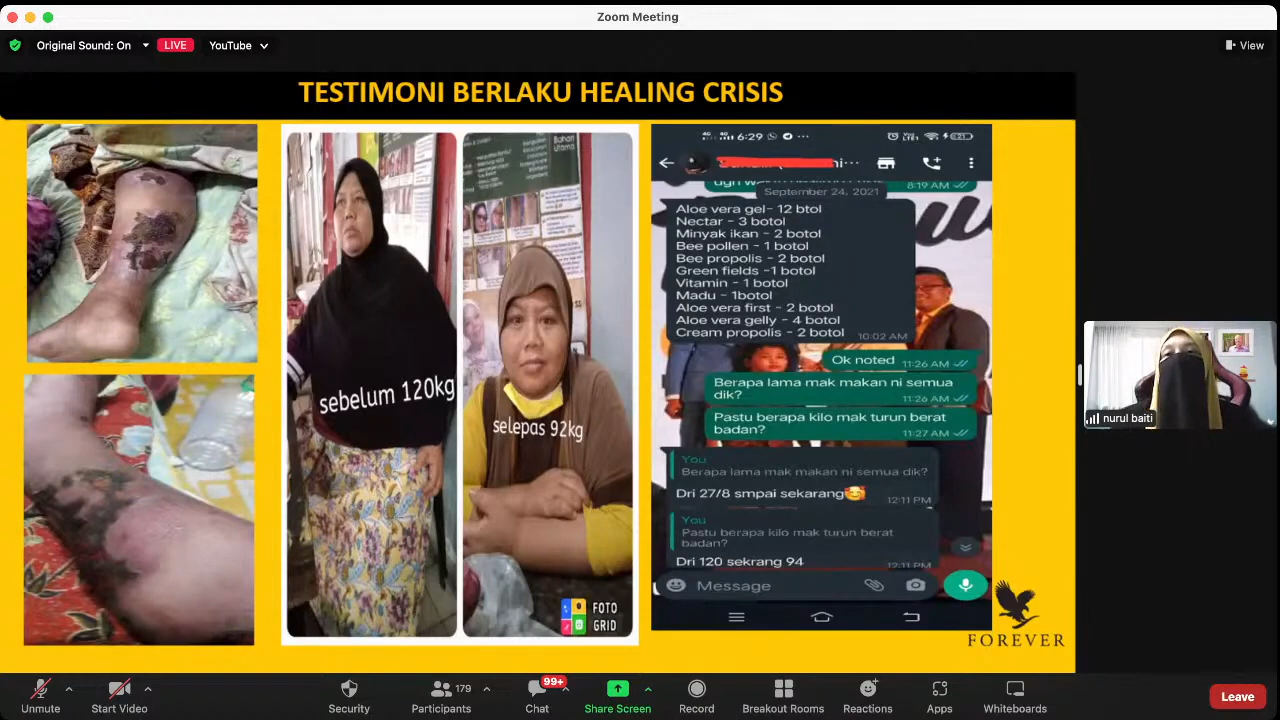 Zoom Meeting
Original Sound: On
LIVE
YouTube
View
TESTIMONI BERLAKU HEALING CRISIS
sebelum 120kg
selepas 92kg
FOTO
GRID
6:29
8:19 AM
September 24, 2021
Aloe vera gel- 12 btol
Nectar - 3 botol
Minyak ikan - 2 botol
Bee pollen - 1 botol
Bee propolis - 2 botol
Green fields -1 botol
Vitamin - 1 botol
Madu - 1botol
Aloe vera first - 2 botol
Aloe vera gelly - 4 botol
Cream propolis - 2 botol
10:02 AM
Ok noted 11:26 AM
Berapa lama mak makan ni semua
dik? 11:26 AM
Pastu berapa kilo mak turun berat
badan? 11:27 AM
You
Berapa lama mak makan ni semua dik?
Dri 27/8 smpai sekarang 12:11 PM
You
Pastu berapa kilo mak turun berat
badan?
Dri 120 sekrang 94 12:11 PM
Message
FOREVER
nurul baiti
Unmute
Start Video
Security
Participants 179
Chat 99+
Share Screen
Record
Breakout Rooms
Reactions
Apps
Whiteboards
Leave